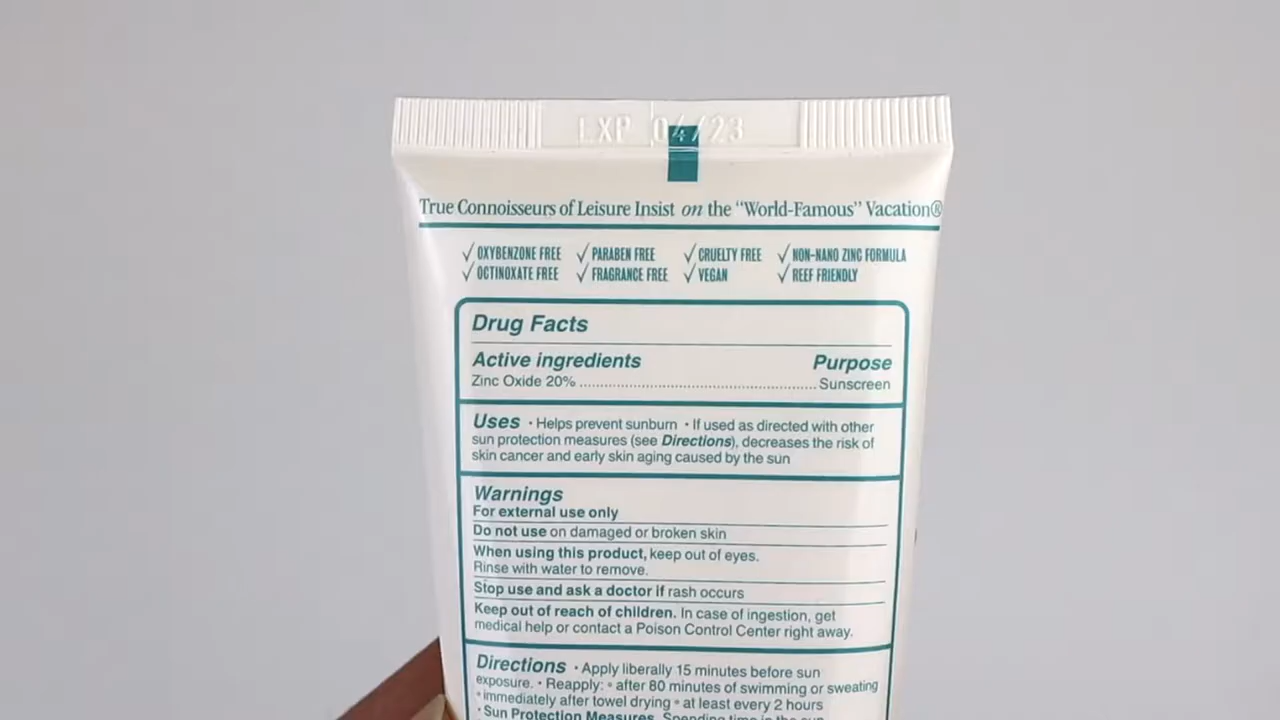 EXP 04/23
True Connoisseurs of Leisure Insist on the "World-Famous" Vacation®
✓ OXYBENZONE FREE ✓ PARABEN FREE ✓ CRUELTY FREE ✓ NON-NANO ZINC FORMULA
✓ OCTINOXATE FREE ✓ FRAGRANCE FREE ✓ VEGAN ✓ REEF FRIENDLY
Drug Facts
Active ingredients Purpose
Zinc Oxide 20% ........................................................ Sunscreen
Uses · Helps prevent sunburn · If used as directed with other
sun protection measures (see Directions), decreases the risk of
skin cancer and early skin aging caused by the sun
Warnings
For external use only
Do not use on damaged or broken skin
When using this product, keep out of eyes.
Rinse with water to remove.
Stop use and ask a doctor if rash occurs
Keep out of reach of children. In case of ingestion, get
medical help or contact a Poison Control Center right away.
Directions · Apply liberally 15 minutes before sun
exposure. · Reapply: ° after 80 minutes of swimming or sweating
° immediately after towel drying ° at least every 2 hours
· Sun Protection Measures. Spending time in the sun